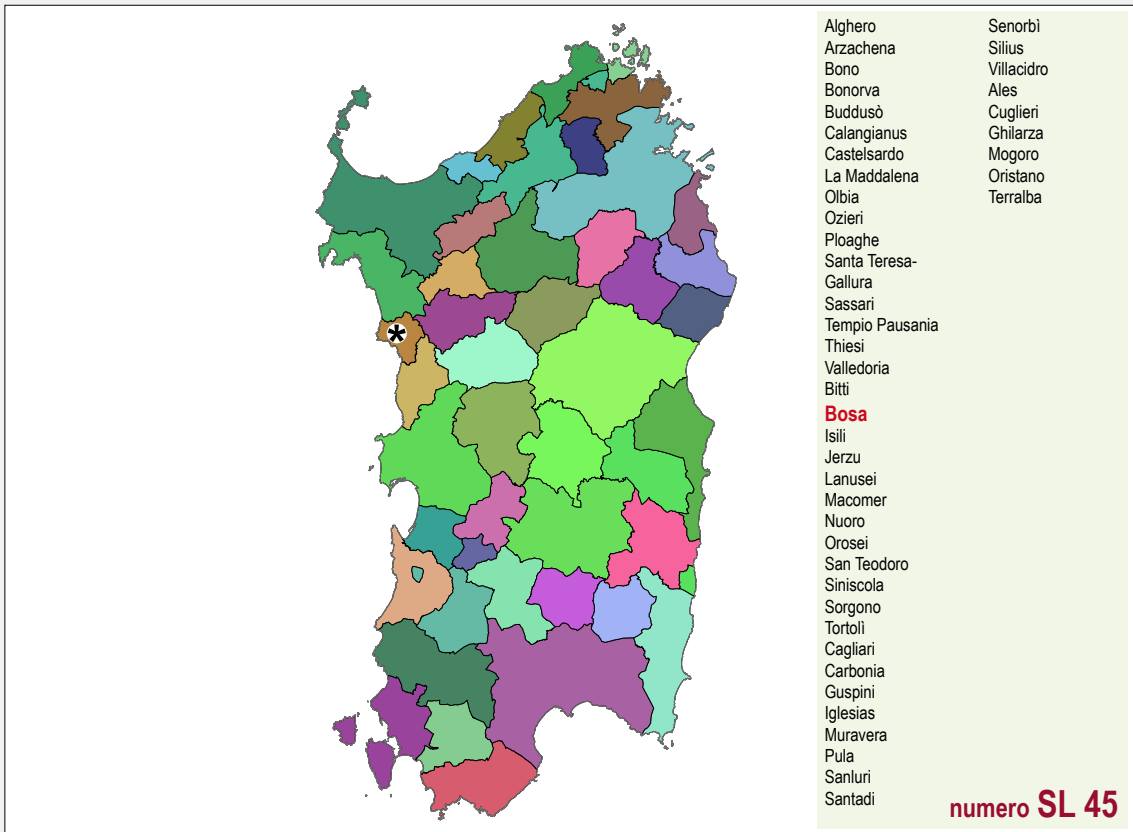 Alghero
Arzachena
Bono
Bonorva
Buddusò
Calangianus
Castelsardo
La Maddalena
Olbia
Ozieri
Ploaghe
Santa Teresa-
Gallura
Sassari
Tempio Pausania
Thiesi
Valledoria
Bitti
Bosa
Isili
Jerzu
Lanusei
Macomer
Nuoro
Orosei
San Teodoro
Siniscola
Sorgono
Tortolì
Cagliari
Carbonia
Guspini
Iglesias
Muravera
Pula
Sanluri
Santadi
Senorbì
Silius
Villacidro
Ales
Cuglieri
Ghilarza
Mogoro
Oristano
Terralba
*
numero SL 45